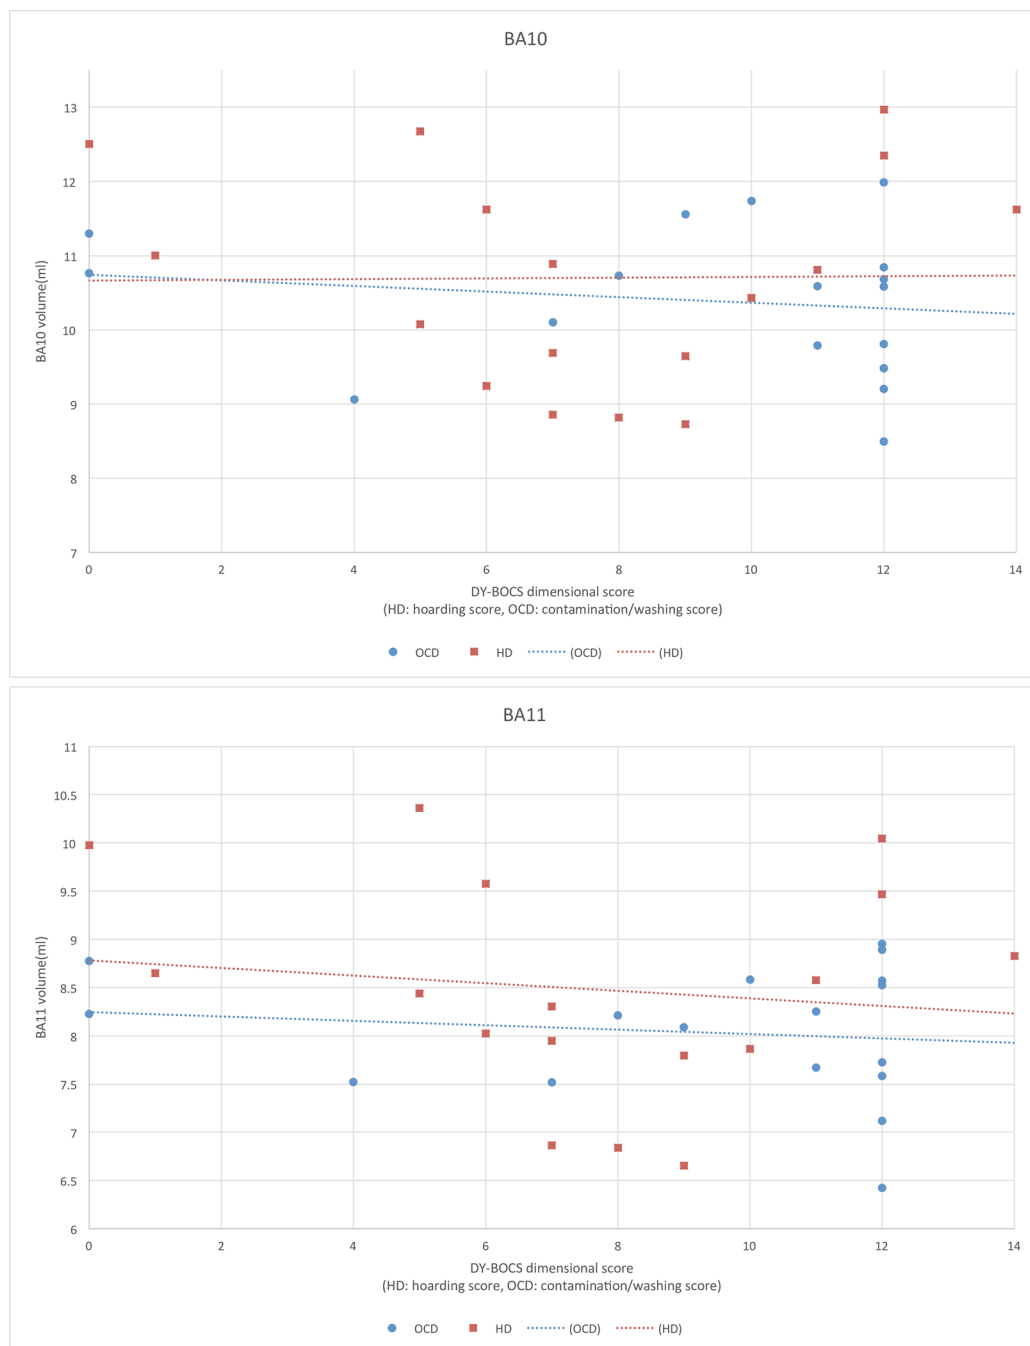 BA10
13
12
11
10
9
8
7
BA10 volume(ml)
0 2 4 6 8 10 12 14
DY-BOCS dimensional score
(HD: hoarding score, OCD: contamination/washing score)
OCD HD (OCD) (HD)
BA11
11
10.5
10
9.5
9
8.5
8
7.5
7
6.5
6
BA11 volume(ml)
0 2 4 6 8 10 12 14
DY-BOCS dimensional score
(HD: hoarding score, OCD: contamination/washing score)
OCD HD (OCD) (HD)